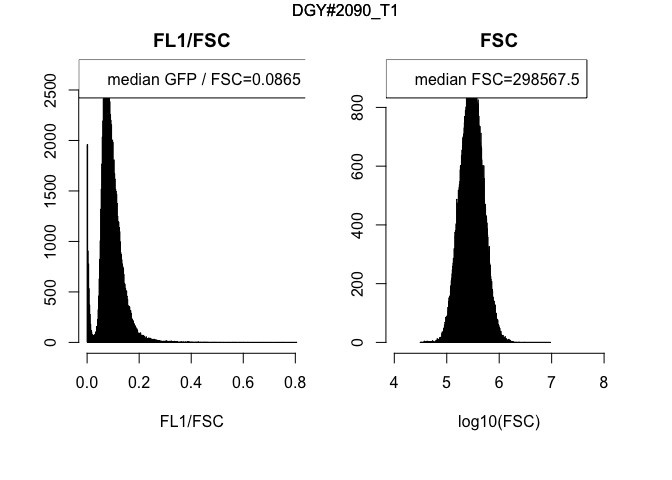 DGY#2090_T1
FL1/FSC
median GFP / FSC=0.0865
2500
2000
1500
1000
500
0
0.0 0.2 0.4 0.6 0.8
FL1/FSC
FSC
median FSC=298567.5
800
600
400
200
0
4 5 6 7 8
log10(FSC)